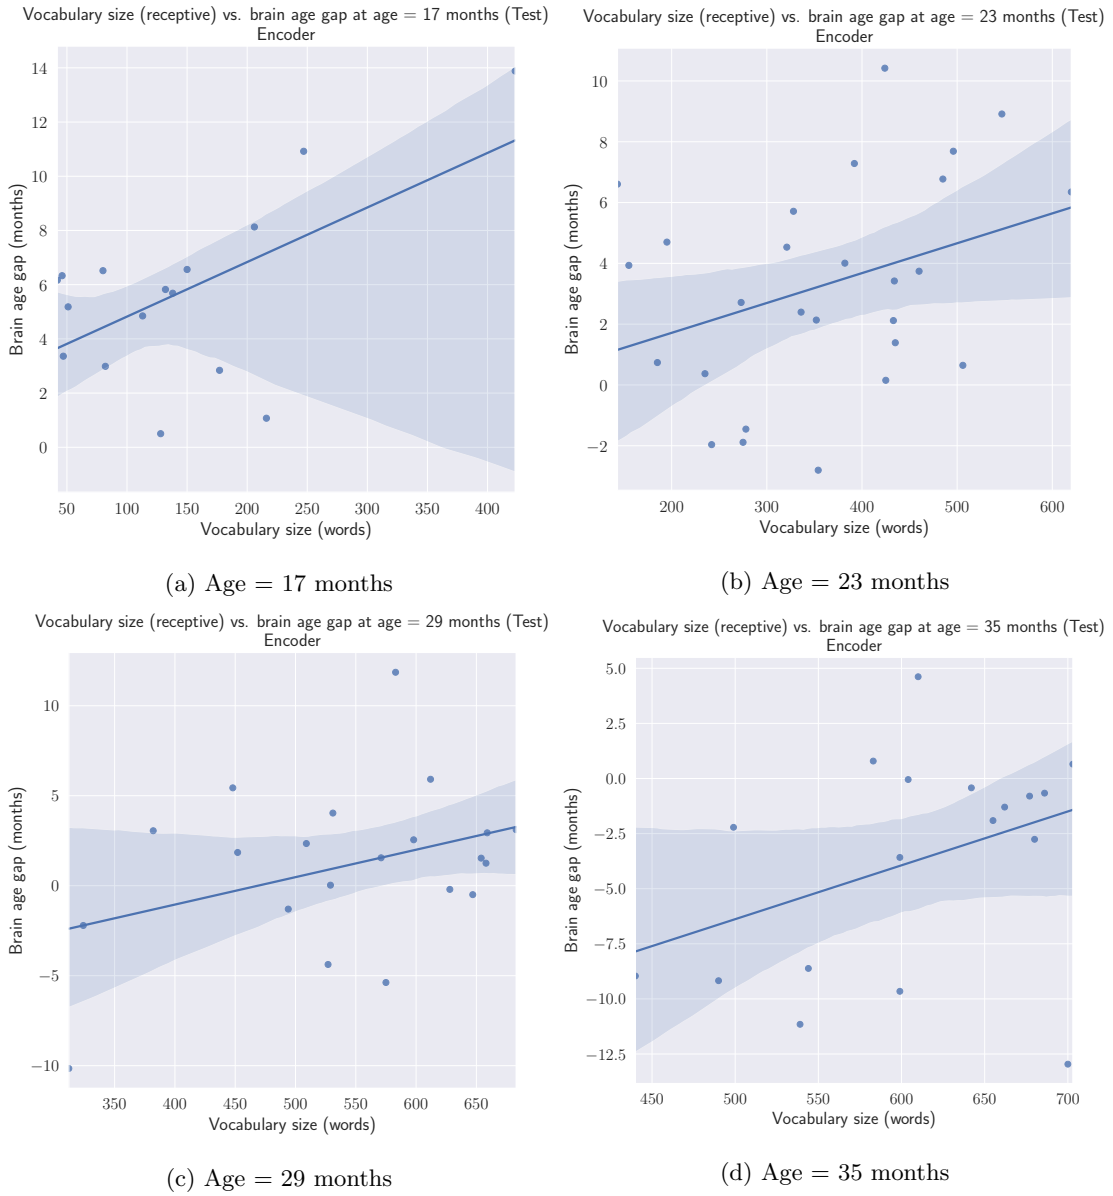 Vocabulary size (receptive) vs. brain age gap at age = 17 months (Test)
Encoder
14
12
10
8
6
4
2
0
Brain age gap (months)
50 100 150 200 250 300 350 400
Vocabulary size (words)
(a) Age = 17 months
Vocabulary size (receptive) vs. brain age gap at age = 23 months (Test)
Encoder
10
8
6
4
2
0
−2
Brain age gap (months)
200 300 400 500 600
Vocabulary size (words)
(b) Age = 23 months
Vocabulary size (receptive) vs. brain age gap at age = 29 months (Test)
Encoder
10
5
0
−5
−10
Brain age gap (months)
350 400 450 500 550 600 650
Vocabulary size (words)
(c) Age = 29 months
Vocabulary size (receptive) vs. brain age gap at age = 35 months (Test)
Encoder
5.0
2.5
0.0
−2.5
−5.0
−7.5
−10.0
−12.5
Brain age gap (months)
450 500 550 600 650 700
Vocabulary size (words)
(d) Age = 35 months